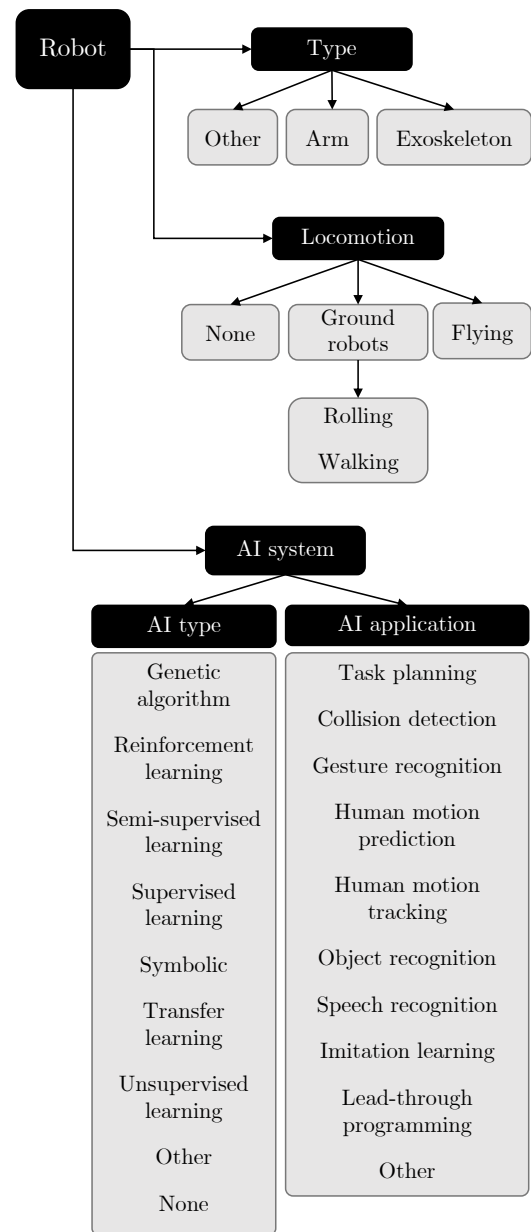 Robot
Type
Other
Arm
Exoskeleton
Locomotion
None
Ground
robots
Flying
Rolling
Walking
AI system
AI type
AI application
Genetic
algorithm
Reinforcement
learning
Semi-supervised
learning
Supervised
learning
Symbolic
Transfer
learning
Unsupervised
learning
Other
None
Task planning
Collision detection
Gesture recognition
Human motion
prediction
Human motion
tracking
Object recognition
Speech recognition
Imitation learning
Lead-through
programming
Other